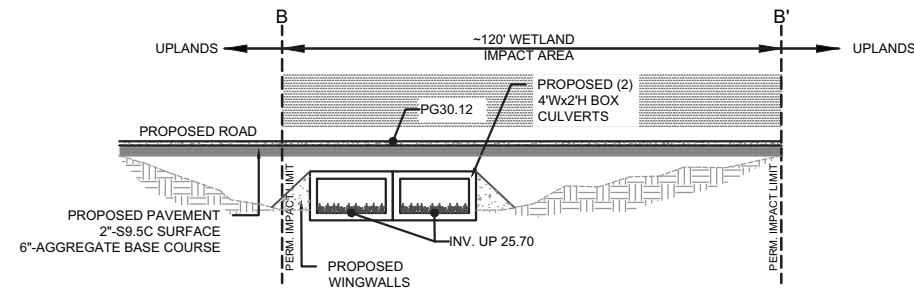 B
B'
UPLANDS
~120' WETLAND
IMPACT AREA
UPLANDS
PROPOSED (2)
4'Wx2'H BOX
CULVERTS
PG30.12
PROPOSED ROAD
PERM. IMPACT LIMIT
PERM. IMPACT LIMIT
PROPOSED PAVEMENT
2"-S9.5C SURFACE
6"-AGGREGATE BASE COURSE
INV. UP 25.70
PROPOSED
WINGWALLS